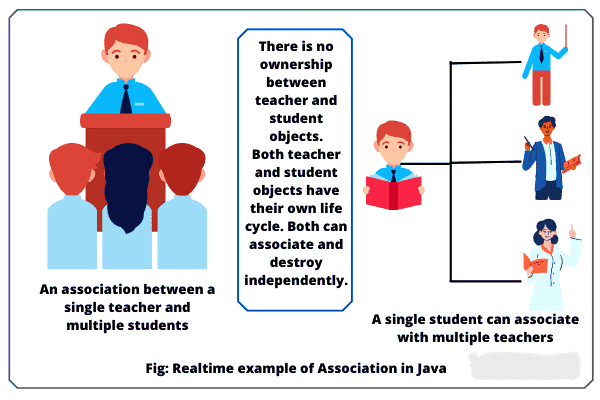 There is no
ownership
between
teacher and
student
objects.
Both teacher
and student
objects have
their own life
cycle. Both can
associate and
destroy
independently.
An association between a
single teacher and
multiple students
A single student can associate
with multiple teachers
Fig: Realtime example of Association in Java